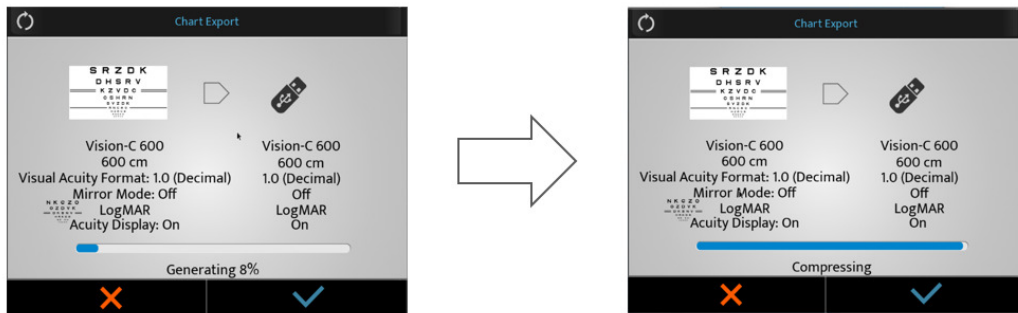 Chart Export
S R Z D K
D H S R V
K Z V D C
Vision-C 600
600 cm
Visual Acuity Format: 1.0 (Decimal)
Mirror Mode: Off
LogMAR
Acuity Display: On
Vision-C 600
600 cm
1.0 (Decimal)
Off
LogMAR
On
N K C Z O
Generating 8%
Chart Export
S R Z D K
D H S R V
K Z V D C
Vision-C 600
600 cm
Visual Acuity Format: 1.0 (Decimal)
Mirror Mode: Off
LogMAR
Acuity Display: On
Vision-C 600
600 cm
1.0 (Decimal)
Off
LogMAR
On
N K C Z O
Compressing